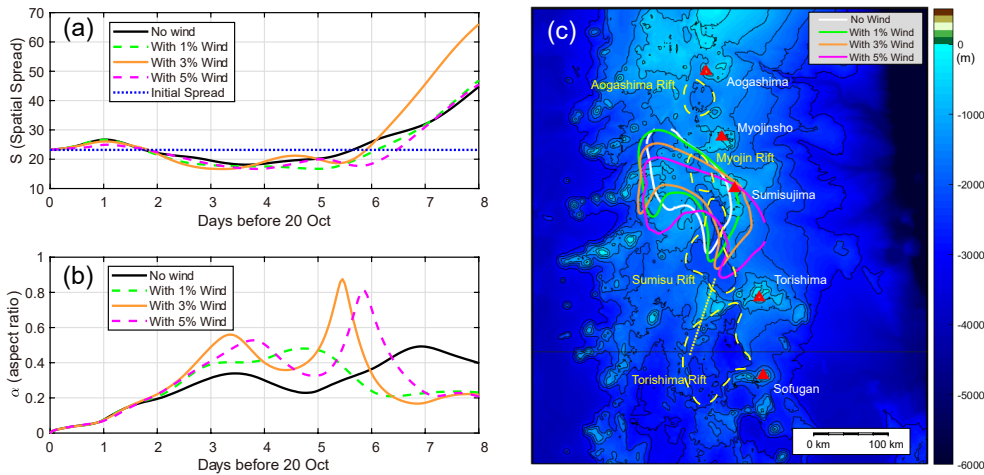 (a)
No wind
With 1% Wind
With 3% Wind
With 5% Wind
Initial Spread
S (Spatial Spread)
70
60
50
40
30
20
10
0 1 2 3 4 5 6 7 8
Days before 20 Oct
(b)
No wind
With 1% Wind
With 3% Wind
With 5% Wind
α (aspect ratio)
1
0.8
0.6
0.4
0.2
0
0 1 2 3 4 5 6 7 8
Days before 20 Oct
(c)
No Wind
With 1% Wind
With 3% Wind
With 5% Wind
Aogashima Rift
Aogashima
Myojinsho
Myojin Rift
Sumisujima
Sumisu Rift
Torishima
Torishima Rift
Sofugan
0 km 100 km
0
(m)
-1000
-2000
-3000
-4000
-5000
-6000